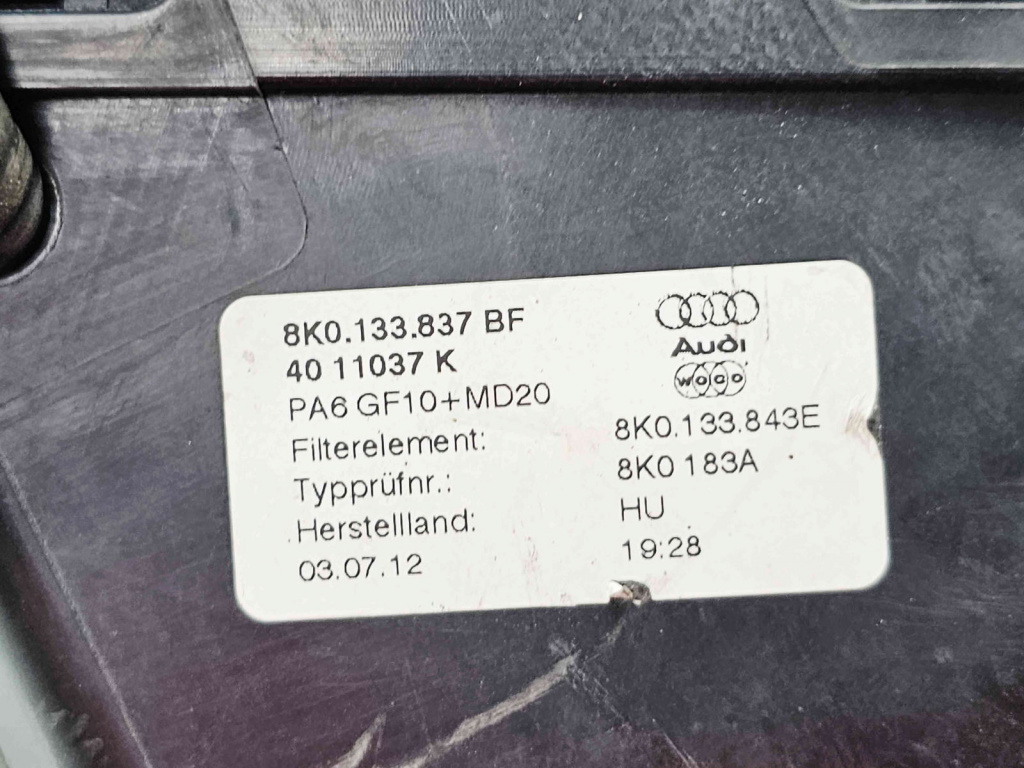 8K0.133.837 BF
40 11037 K
PA6 GF10+MD20
Audi
woco
Filterelement: 8K0.133.843E
Typprüfnr.: 8K0 183A
Herstellland: HU
03.07.12 19:28